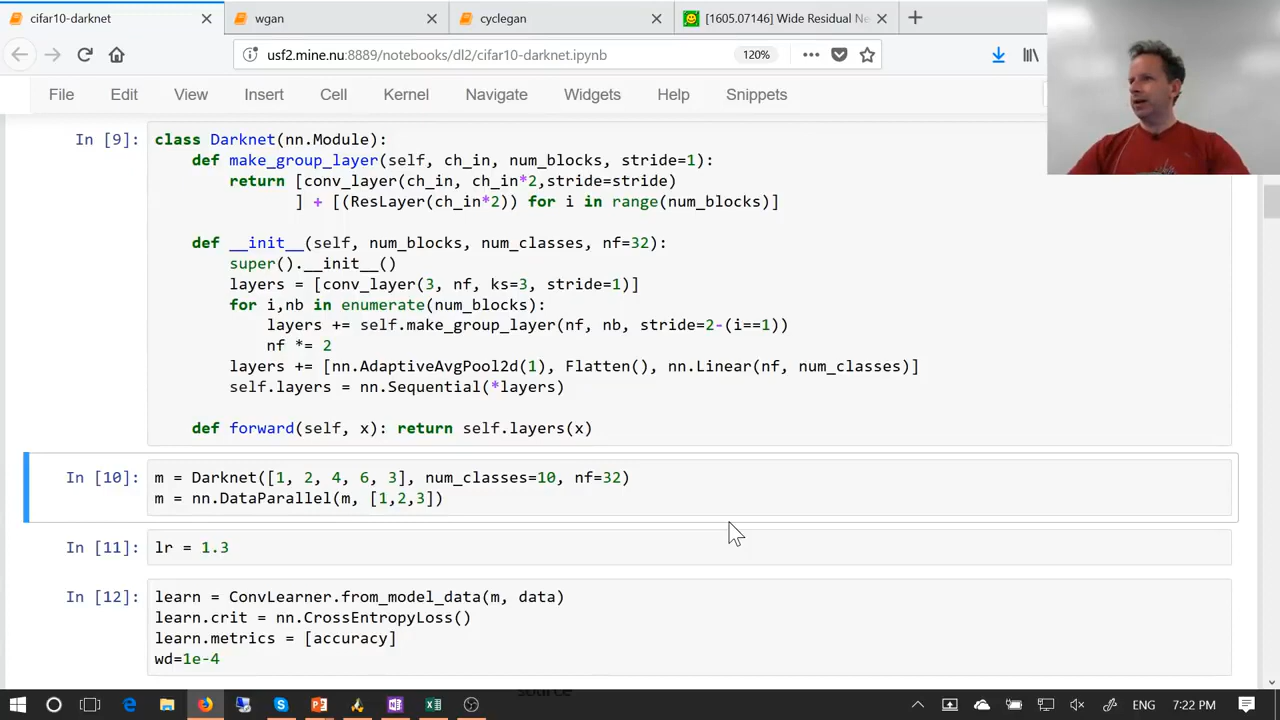 cifar10-darknet
wgan
cyclegan
[1605.07146] Wide Residual Ne
usf2.mine.nu:8889/notebooks/dl2/cifar10-darknet.ipynb
120%
File Edit View Insert Cell Kernel Navigate Widgets Help Snippets
In [9]:
class Darknet(nn.Module):
    def make_group_layer(self, ch_in, num_blocks, stride=1):
        return [conv_layer(ch_in, ch_in*2,stride=stride)
               ] + [(ResLayer(ch_in*2)) for i in range(num_blocks)]
    def __init__(self, num_blocks, num_classes, nf=32):
        super().__init__()
        layers = [conv_layer(3, nf, ks=3, stride=1)]
        for i,nb in enumerate(num_blocks):
            layers += self.make_group_layer(nf, nb, stride=2-(i==1))
            nf *= 2
        layers += [nn.AdaptiveAvgPool2d(1), Flatten(), nn.Linear(nf, num_classes)]
        self.layers = nn.Sequential(*layers)
    def forward(self, x): return self.layers(x)
In [10]:
m = Darknet([1, 2, 4, 6, 3], num_classes=10, nf=32)
m = nn.DataParallel(m, [1,2,3])
In [11]:
lr = 1.3
In [12]:
learn = ConvLearner.from_model_data(m, data)
learn.crit = nn.CrossEntropyLoss()
learn.metrics = [accuracy]
wd=1e-4
source
ENG
7:22 PM